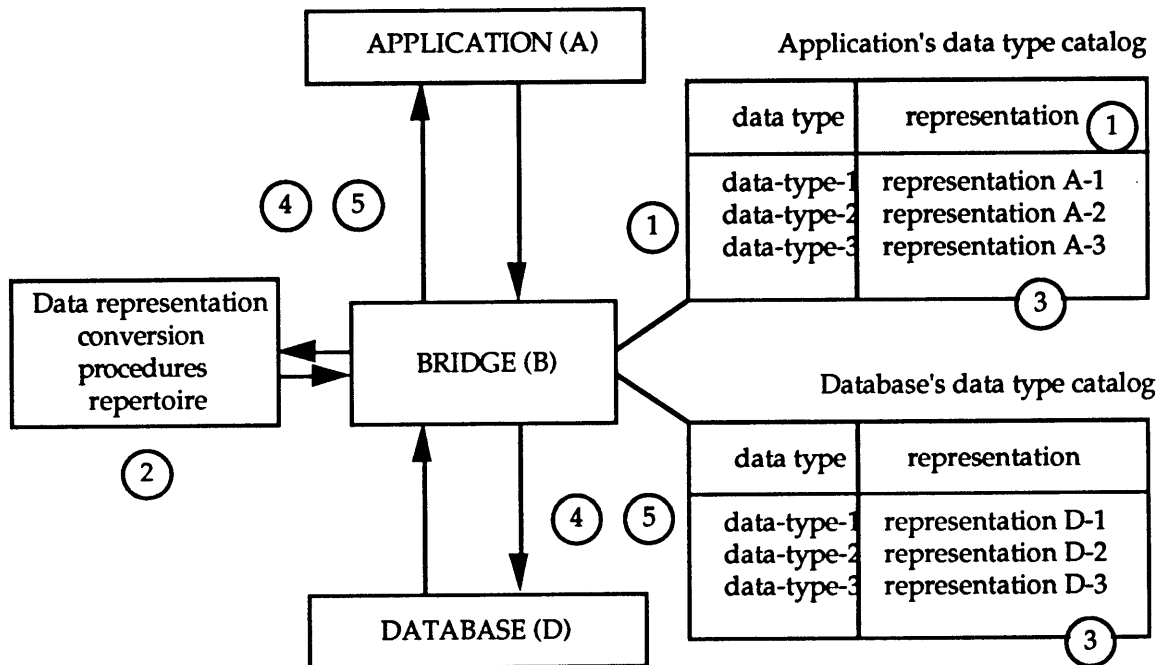 APPLICATION (A)
Application's data type catalog
data type representation 1
data-type-1 representation A-1
data-type-2 representation A-2
data-type-3 representation A-3
1
3
4 5
Data representation
conversion
procedures
repertoire
2
BRIDGE (B)
Database's data type catalog
data type representation
data-type-1 representation D-1
data-type-2 representation D-2
data-type-3 representation D-3
3
4 5
DATABASE (D)